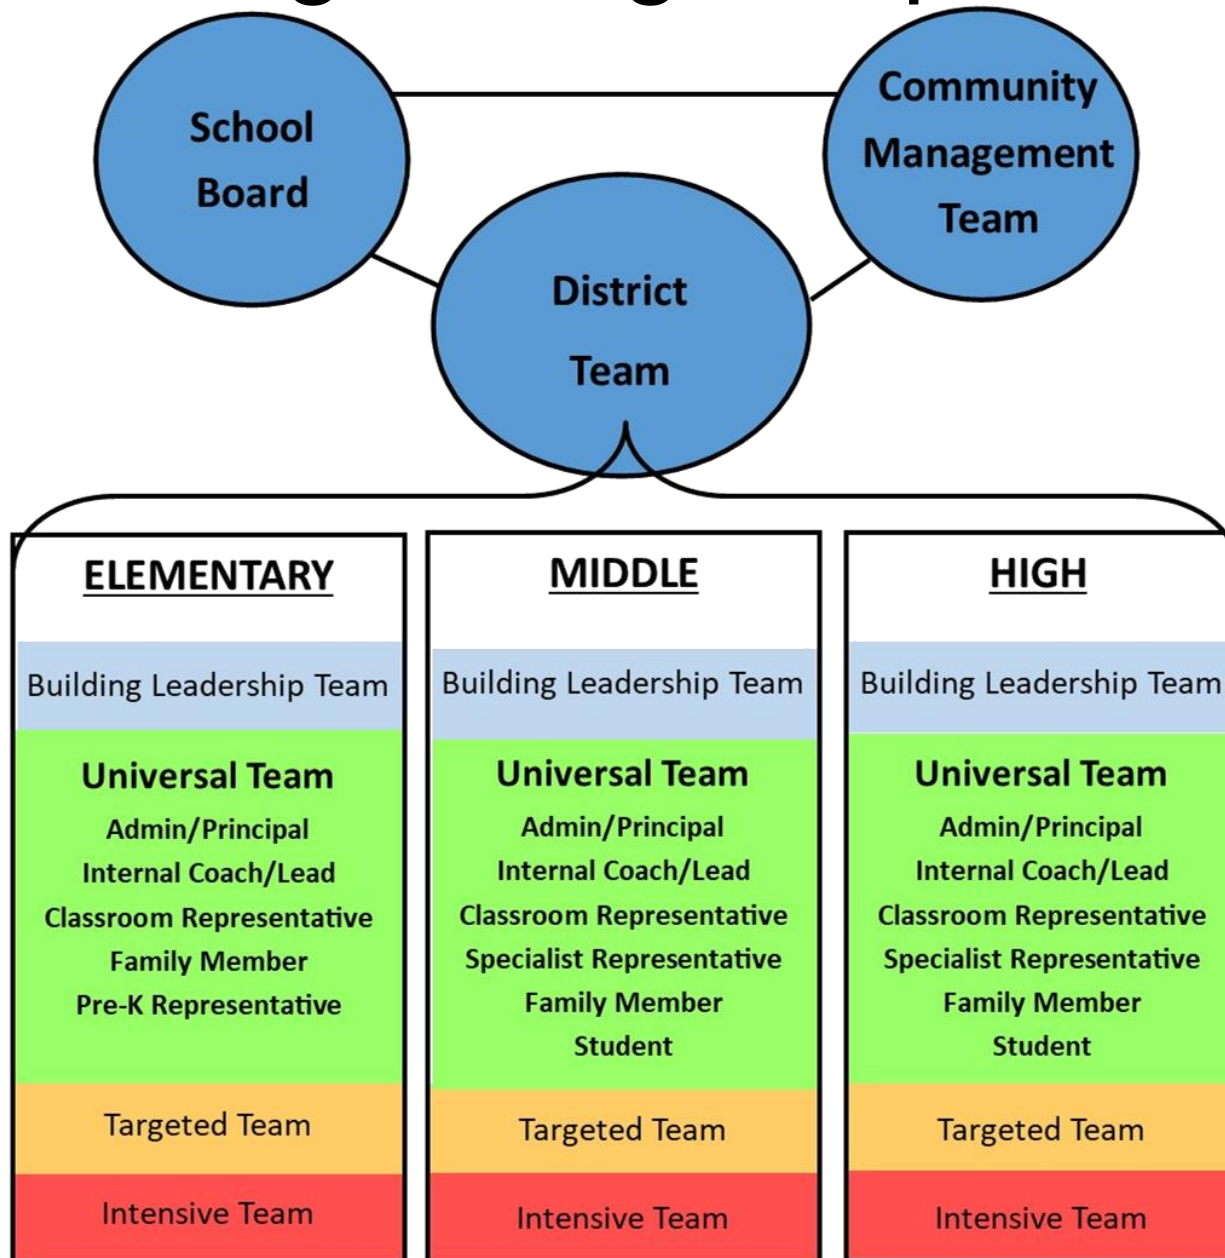 School
Board
Community
Management
Team
District
Team
ELEMENTARY
Building Leadership Team
Universal Team
Admin/Principal
Internal Coach/Lead
Classroom Representative
Family Member
Pre-K Representative
Targeted Team
Intensive Team
MIDDLE
Building Leadership Team
Universal Team
Admin/Principal
Internal Coach/Lead
Classroom Representative
Specialist Representative
Family Member
Student
Targeted Team
Intensive Team
HIGH
Building Leadership Team
Universal Team
Admin/Principal
Internal Coach/Lead
Classroom Representative
Specialist Representative
Family Member
Student
Targeted Team
Intensive Team